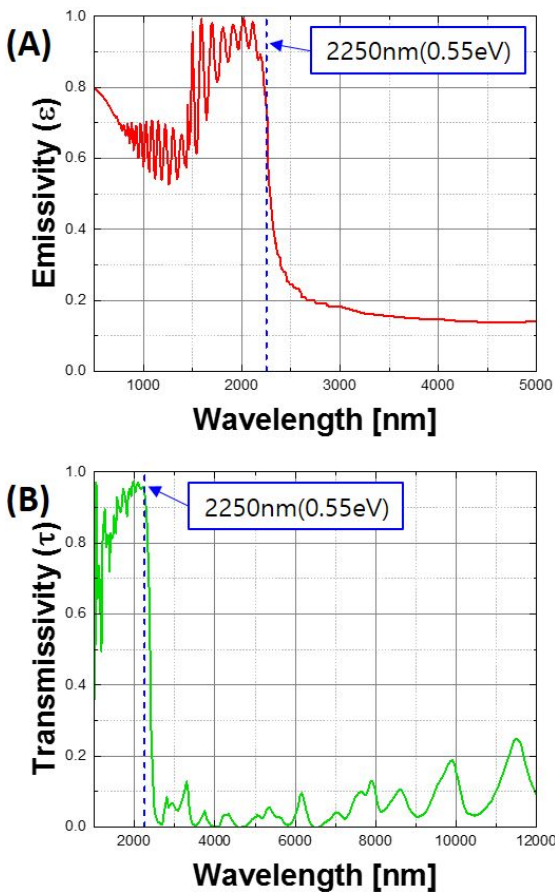 (A)
1.0
0.8
0.6
0.4
0.2
0.0
Emissivity (ε)
2250nm(0.55eV)
1000 2000 3000 4000 5000
Wavelength [nm]
(B)
1.0
0.8
0.6
0.4
0.2
0.0
Transmissivity (τ)
2250nm(0.55eV)
2000 4000 6000 8000 10000 12000
Wavelength [nm]